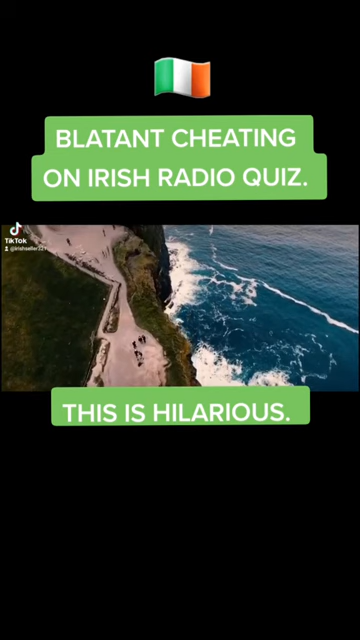 BLATANT CHEATING
ON IRISH RADIO QUIZ.
TikTok
THIS IS HILARIOUS.